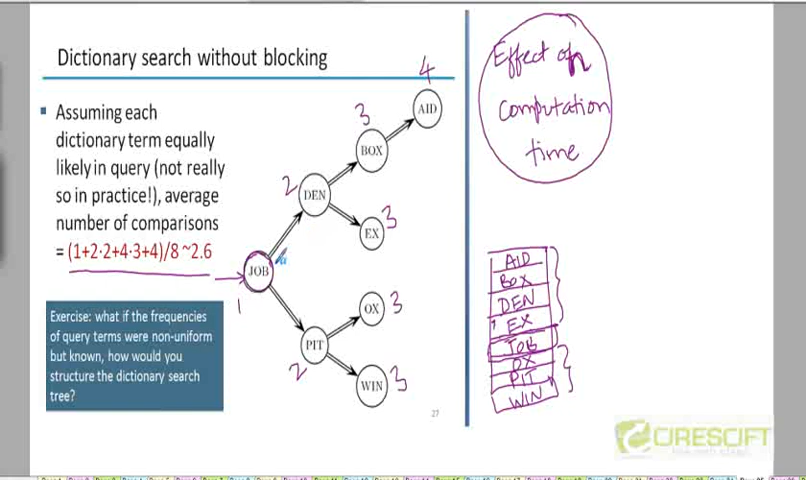 Dictionary search without blocking
Assuming each
dictionary term equally
likely in query (not really
so in practice!), average
number of comparisons
= (1+2·2+4·3+4)/8 ~2.6
Exercise: what if the frequencies
of query terms were non-uniform
but known, how would you
structure the dictionary search
tree?
4
AID
3
BOX
2
DEN
3
EX
JOB
1
OX
3
PIT
2
WIN
3
27
Effect of
computation
time
AID
BOX
DEN
EX
JOB
OX
PIT
WIN